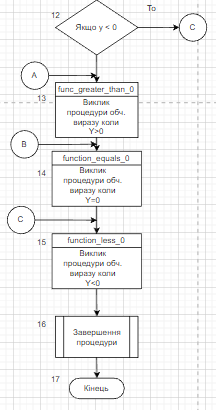 12
То
Якщо y < 0
C
A
func_greater_than_0
13
Виклик
процедури обч.
виразу коли
Y>0
B
function_equals_0
14
Виклик
процедури обч.
виразу коли
Y=0
C
15
function_less_0
Виклик
процедури обч.
виразу коли
Y<0
16
Завершення
процедури
17
Кінець